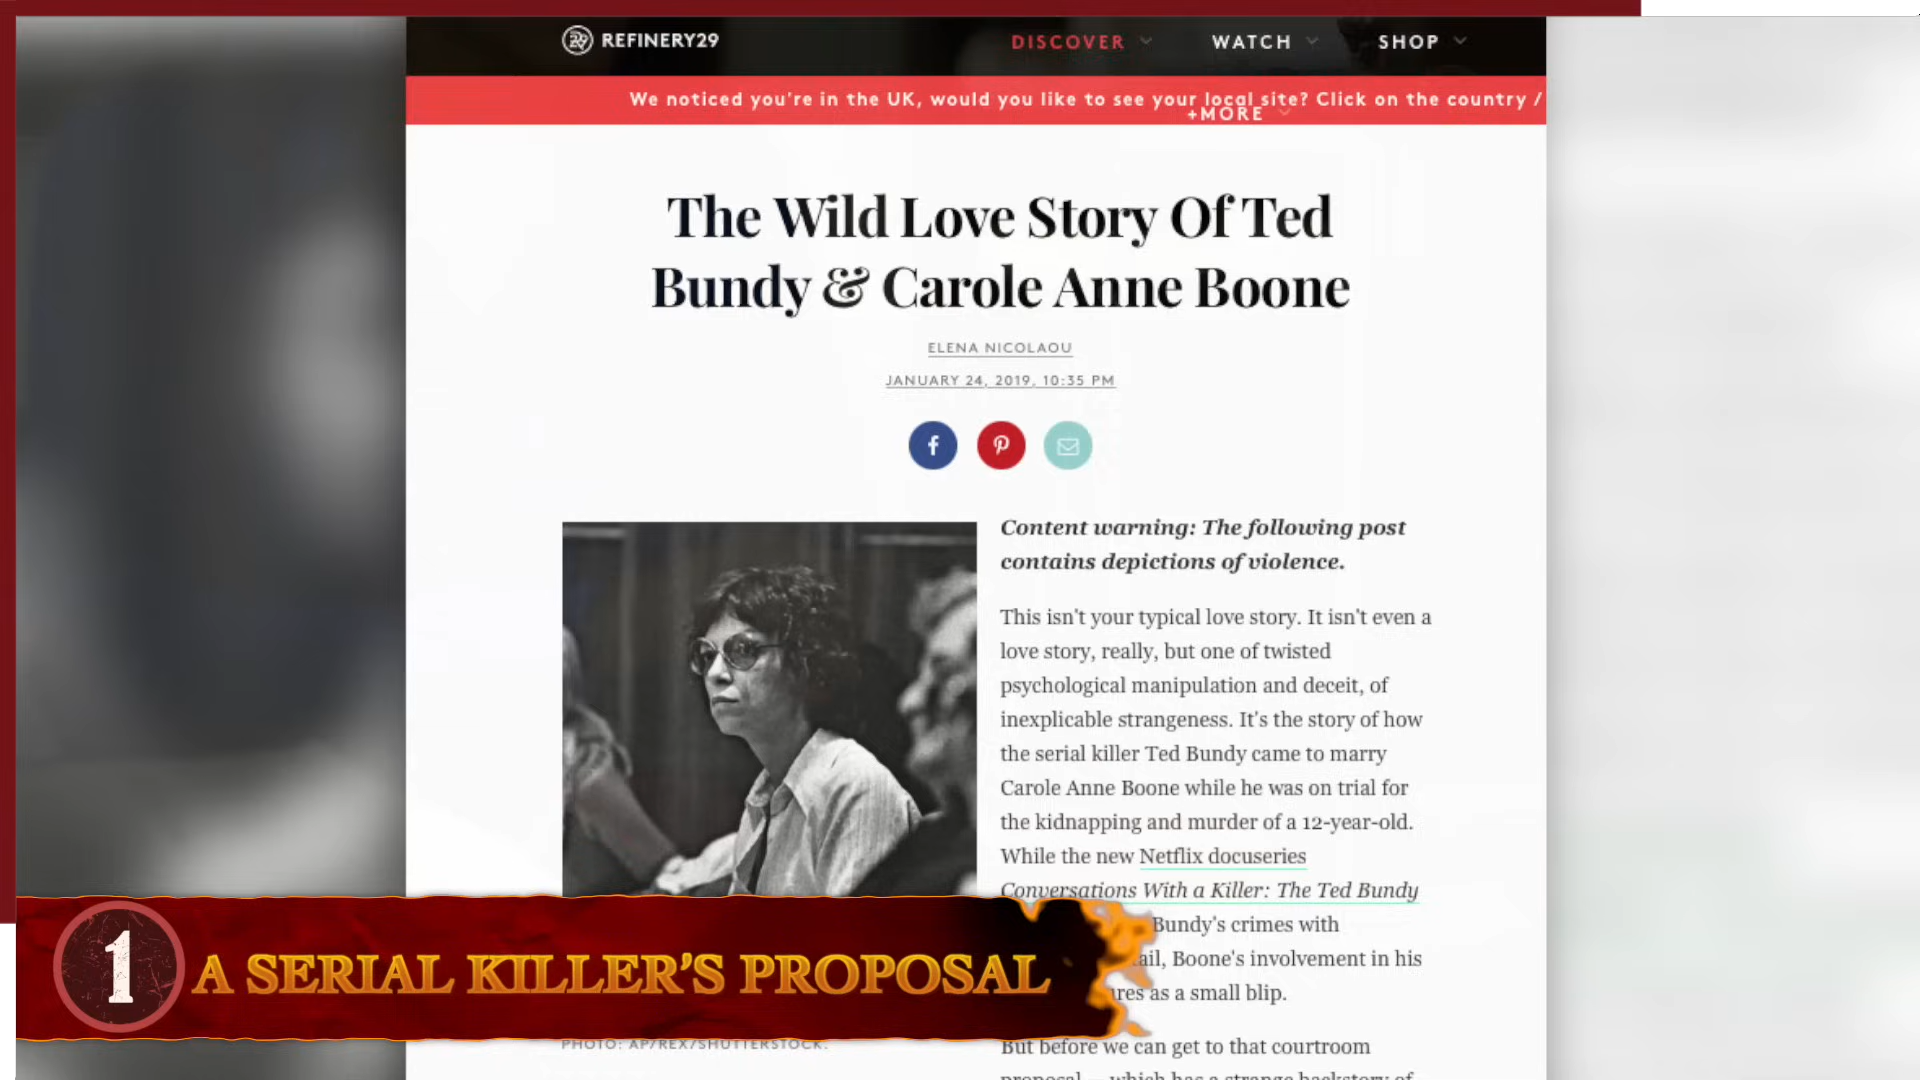 REFINERY29
DISCOVER
WATCH
SHOP
We noticed you're in the UK, would you like to see your local site? Click on the country /
+MORE
The Wild Love Story Of Ted
Bundy & Carole Anne Boone
ELENA NICOLAOU
JANUARY 24, 2019, 10:35 PM
Content warning: The following post
contains depictions of violence.
This isn't your typical love story. It isn't even a
love story, really, but one of twisted
psychological manipulation and deceit, of
inexplicable strangeness. It's the story of how
the serial killer Ted Bundy came to marry
Carole Anne Boone while he was on trial for
the kidnapping and murder of a 12-year-old.
While the new Netflix docuseries
Conversations With a Killer: The Ted Bundy
Bundy's crimes with
Boone's involvement in his
as a small blip.
But before we can get to that courtroom
proposal — which has a strange backstory of
PHOTO: AP/REX/SHUTTERSTOCK.
1
A SERIAL KILLER'S PROPOSAL